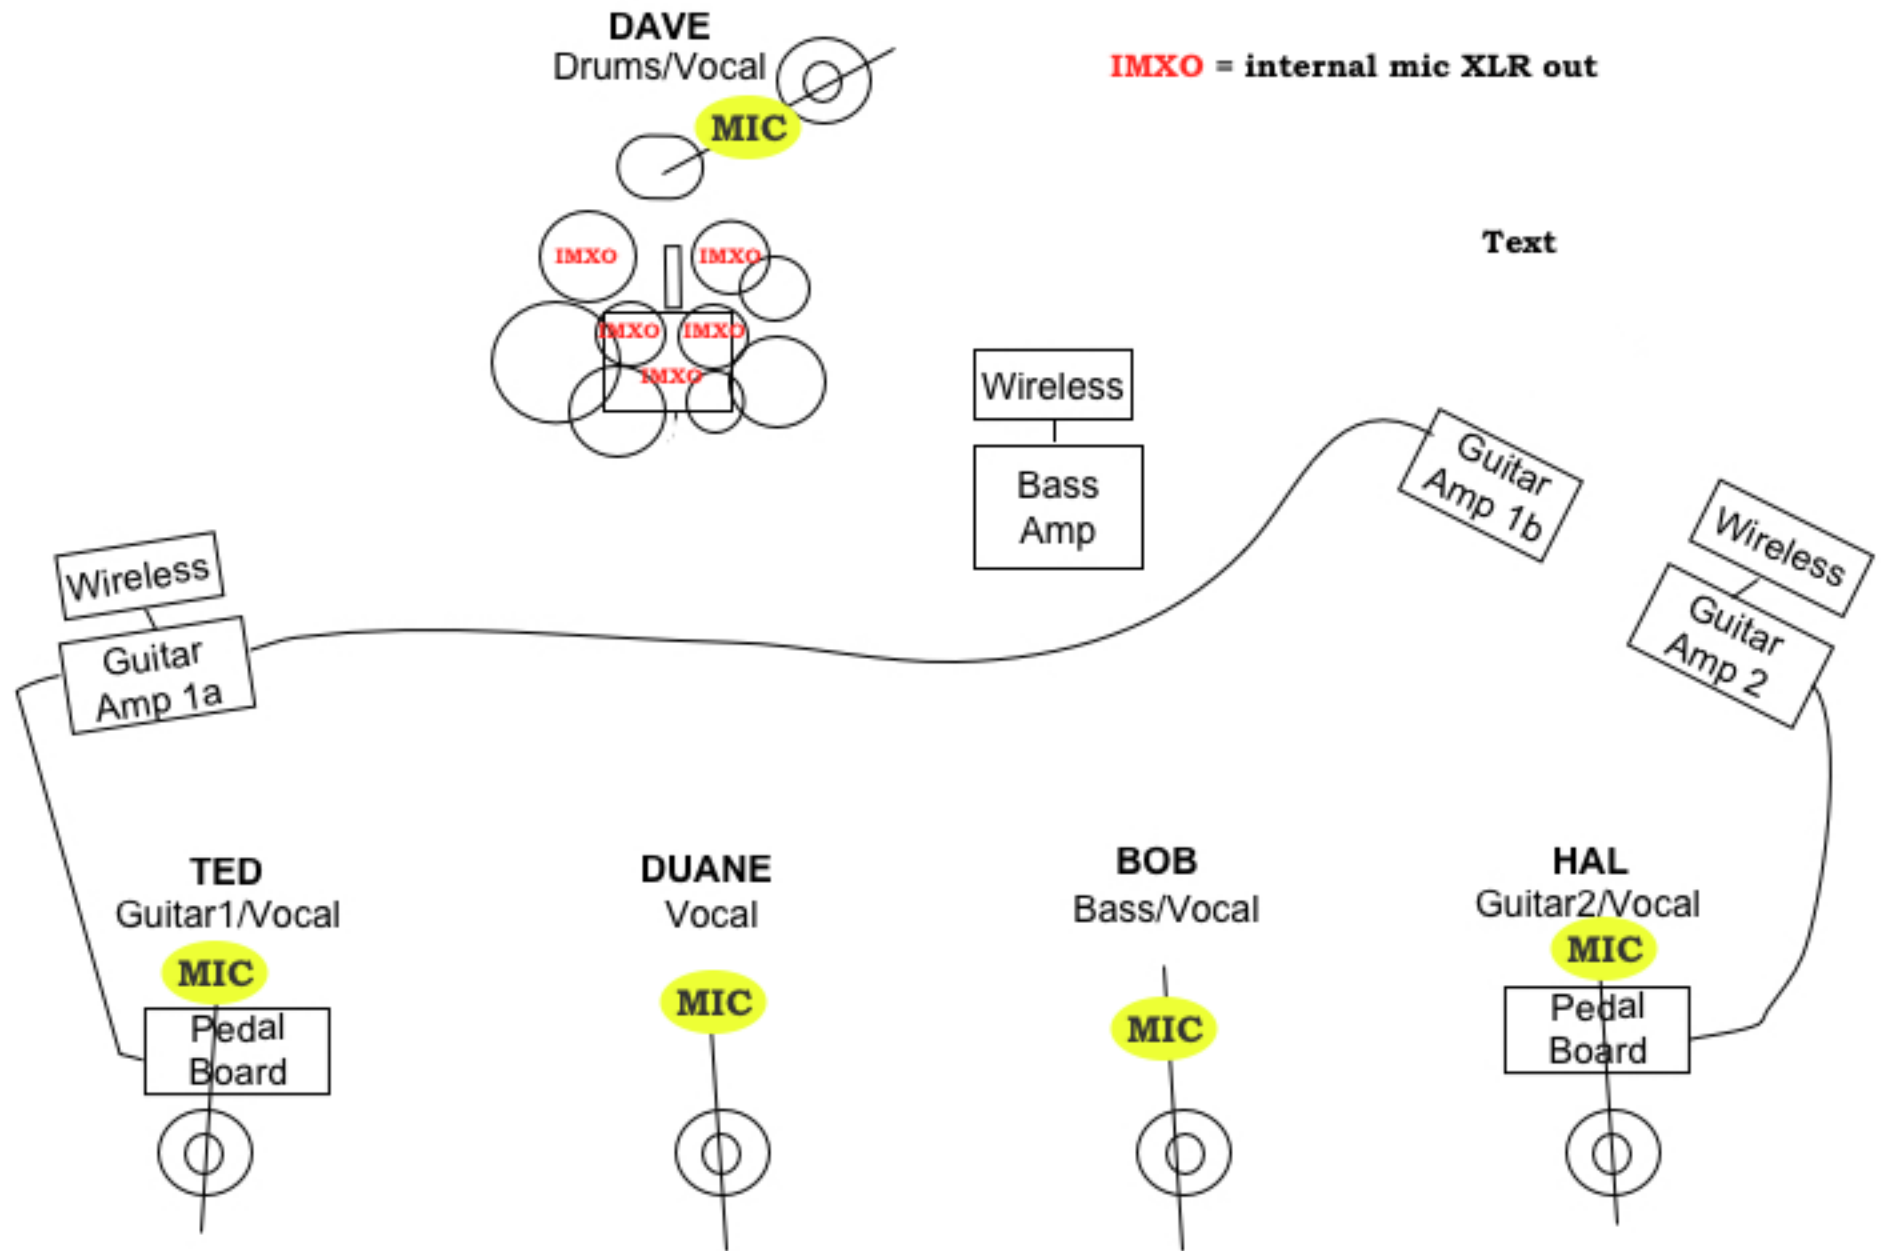 DAVE
Drums/Vocal
IMXO = internal mic XLR out
MIC
Text
IMXO
IMXO
IMXO
IMXO
IMXO
Wireless
Bass
Amp
Guitar
Amp 1b
Wireless
Guitar
Amp 2
Wireless
Guitar
Amp 1a
TED
Guitar1/Vocal
MIC
Pedal
Board
DUANE
Vocal
MIC
BOB
Bass/Vocal
MIC
HAL
Guitar2/Vocal
MIC
Pedal
Board